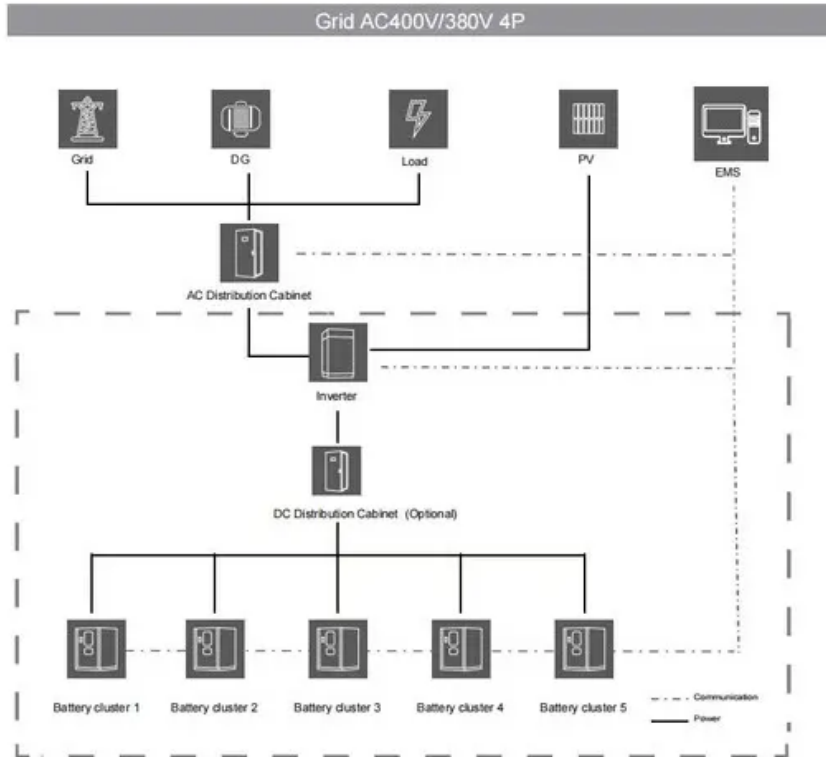 Grid AC400V/380V 4P
Grid
DG
Load
PV
EMS
AC Distribution Cabinet
Inverter
DC Distribution Cabinet (Optional)
Battery cluster 1
Battery cluster 2
Battery cluster 3
Battery cluster 4
Battery cluster 5
Communication
Power